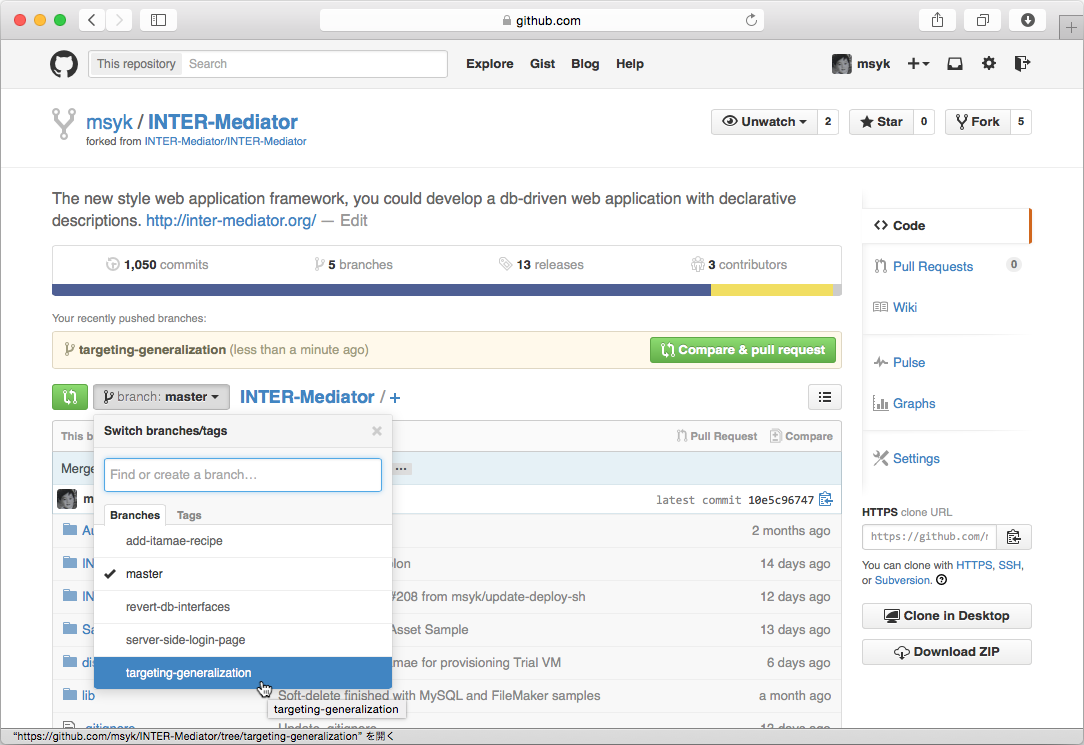 github.com
This repository Search Explore Gist Blog Help msyk
msyk / INTER-Mediator
forked from INTER-Mediator/INTER-Mediator
Unwatch 2 Star 0 Fork 5
The new style web application framework, you could develop a db-driven web application with declarative
descriptions. http://inter-mediator.org/ — Edit
1,050 commits 5 branches 13 releases 3 contributors
Your recently pushed branches:
targeting-generalization (less than a minute ago) Compare & pull request
branch: master INTER-Mediator / +
This b Pull Request Compare
Switch branches/tags ×
Merge ...
Find or create a branch…
m latest commit 10e5c96747
Branches Tags
Au 2 months ago
add-itamae-recipe
IN lon 14 days ago
master
IN #208 from msyk/update-deploy-sh 12 days ago
revert-db-interfaces
Sa Asset Sample 13 days ago
server-side-login-page
dis amae for provisioning Trial VM 6 days ago
targeting-generalization
lib Soft-delete finished with MySQL and FileMaker samples a month ago
targeting-generalization
.gitignore Update .gitignore 12 days ago
Code
Pull Requests 0
Wiki
Pulse
Graphs
Settings
HTTPS clone URL
https://github.com/r
You can clone with HTTPS, SSH,
or Subversion.
Clone in Desktop
Download ZIP
"https://github.com/msyk/INTER-Mediator/tree/targeting-generalization" を開く